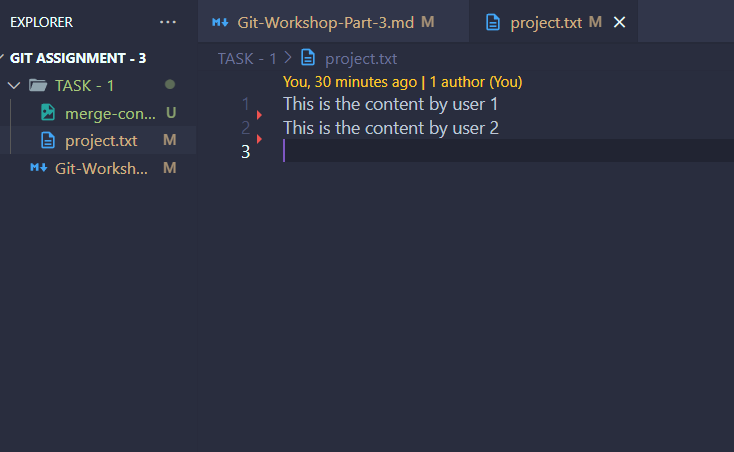 EXPLORER ...
GIT ASSIGNMENT - 3
TASK - 1
merge-con... U
project.txt M
Git-Worksh... M
Git-Workshop-Part-3.md M
project.txt M
TASK - 1 > project.txt
You, 30 minutes ago | 1 author (You)
1 This is the content by user 1
2 This is the content by user 2
3